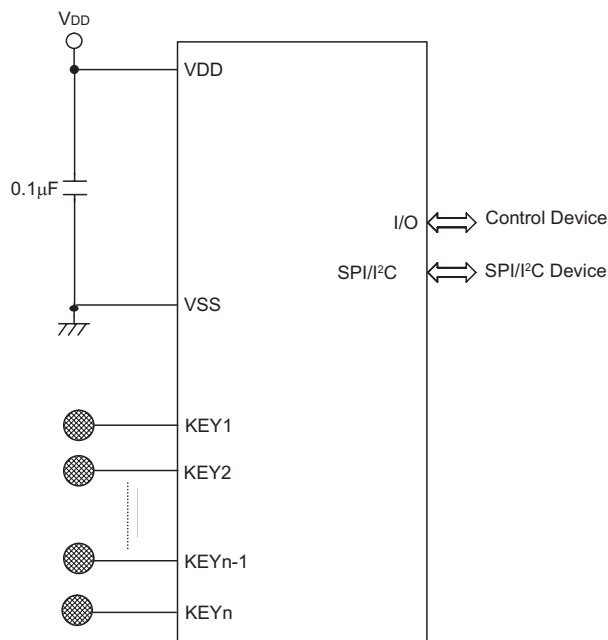 VDD
VDD
0.1μF
I/O
Control Device
SPI/I²C
SPI/I²C Device
VSS
KEY1
KEY2
KEYn-1
KEYn